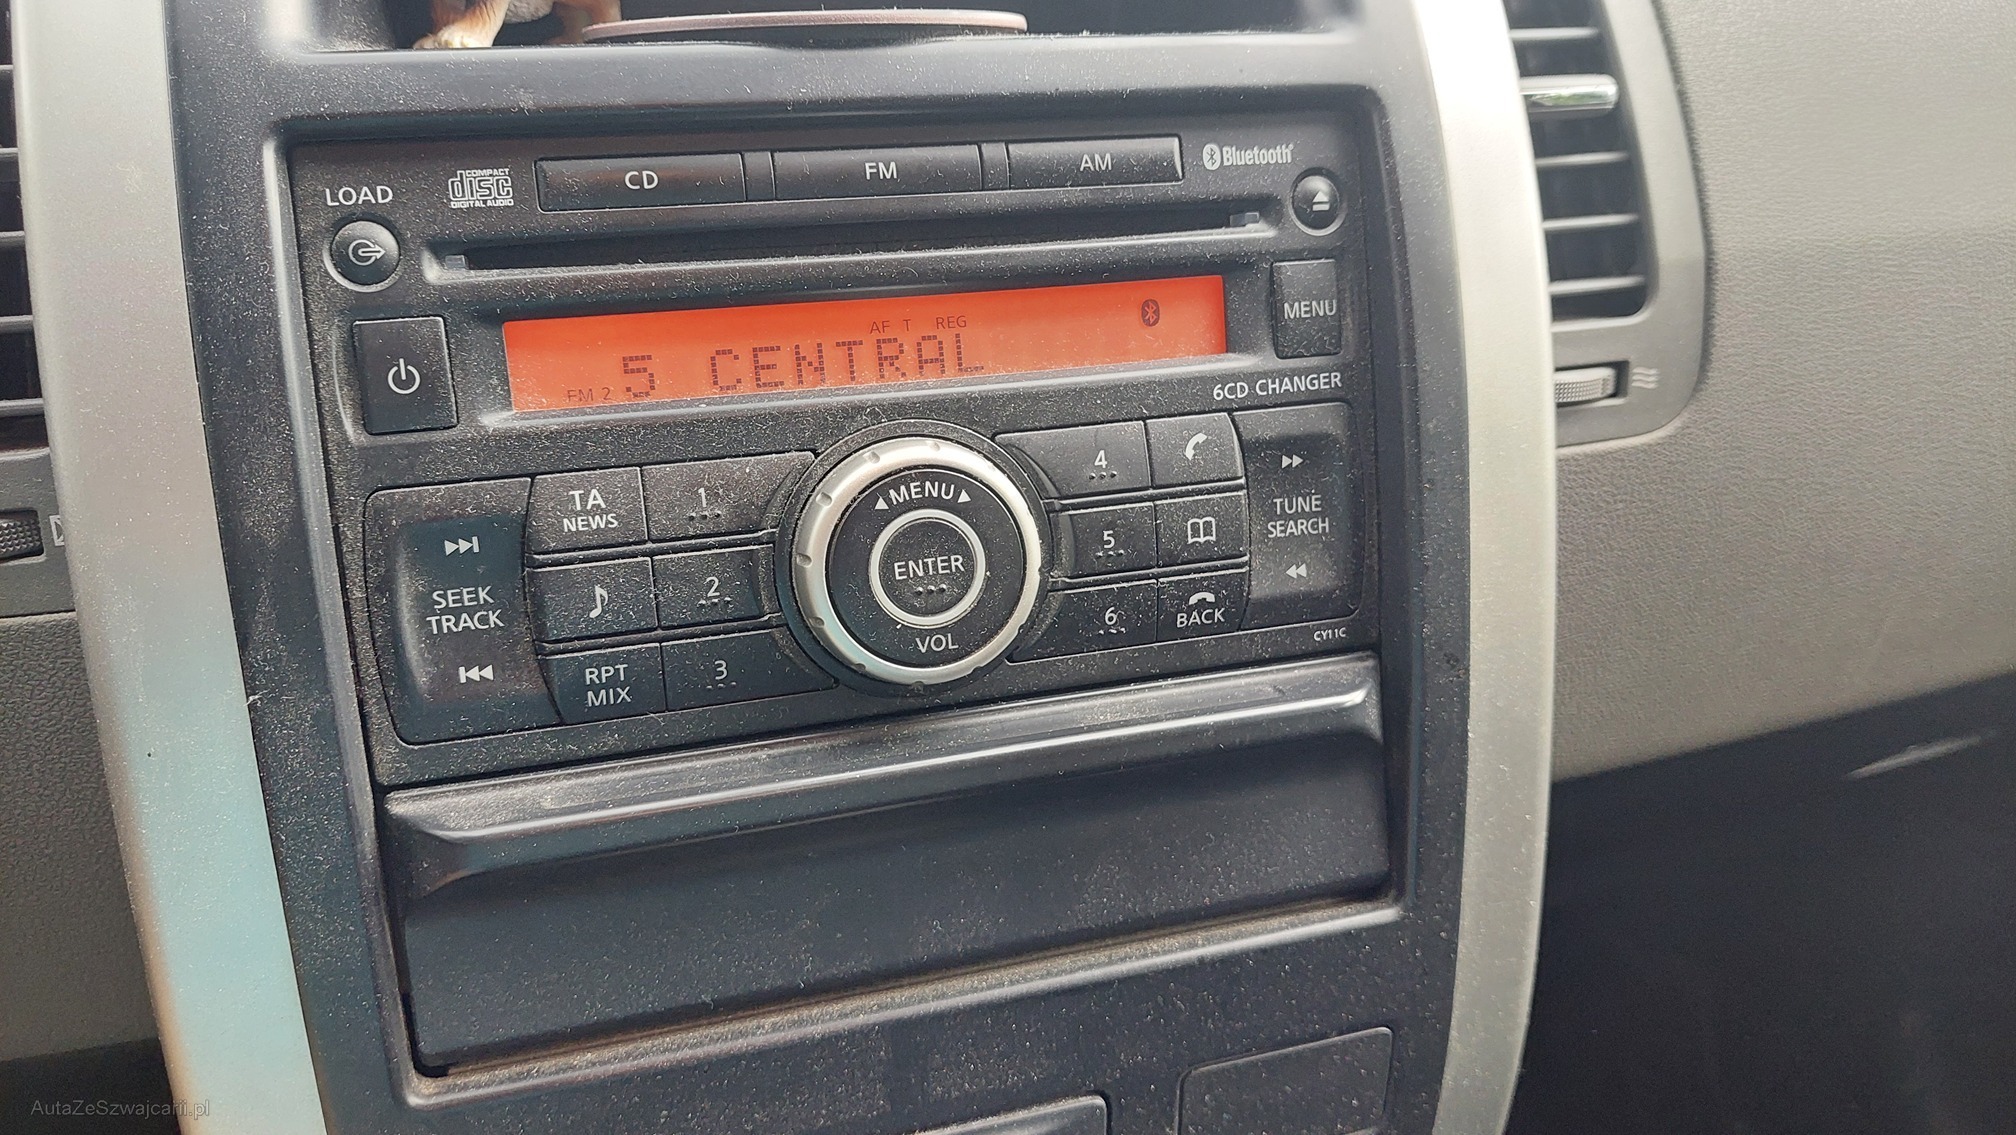 LOAD
COMPACT
disc
DIGITAL AUDIO
CD
FM
AM
Bluetooth
MENU
AF T REG
FM 2 5 CENTRAL
6CD CHANGER
SEEK
TRACK
TA
NEWS
1
2
RPT
MIX
3
MENU
ENTER
VOL
4
5
6
BACK
TUNE
SEARCH
CY11C
AutaZeSzwajcarii.pl